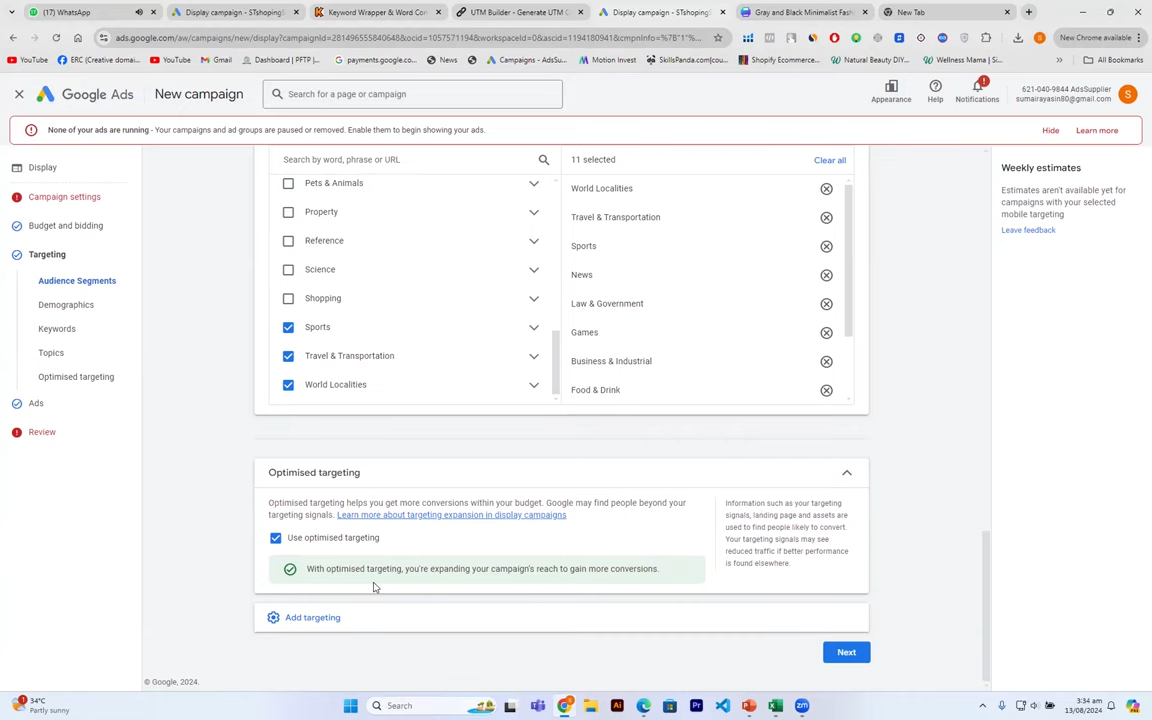 (17) WhatsApp
Display campaign - STshopingS
Keyword Wrapper & Word Con
UTM Builder - Generate UTM C
Display campaign - STshopingS
Gray and Black Minimalist Fash
New Tab
ads.google.com/aw/campaigns/new/display?campaignId=281496555840648&ocid=1057571194&workspaceId=0&ascid=1194180941&cmpnInfo=%7B"1%3...
New Chrome available
YouTube
ERC (Creative domai...
YouTube
Gmail
Dashboard | PFTP |...
payments.google.co...
News
Campaigns - AdsSu...
Motion Invest
SkillsPanda.com
Shopify Ecommerce...
Natural Beauty DIY...
Wellness Mama | Si...
All Bookmarks
Google Ads
New campaign
Search for a page or campaign
Appearance
Help
Notifications
621-040-9844 AdsSupplier
sumairayasin80@gmail.com
S
None of your ads are running - Your campaigns and ad groups are paused or removed. Enable them to begin showing your ads.
Hide
Learn more
Display
Campaign settings
Budget and bidding
Targeting
Audience Segments
Demographics
Keywords
Topics
Optimised targeting
Ads
Review
Search by word, phrase or URL
11 selected
Clear all
Pets & Animals
Property
Reference
Science
Shopping
Sports
Travel & Transportation
World Localities
World Localities
Travel & Transportation
Sports
News
Law & Government
Games
Business & Industrial
Food & Drink
Weekly estimates
Estimates aren't available yet for
campaigns with your selected
mobile targeting
Leave feedback
Optimised targeting
Optimised targeting helps you get more conversions within your budget. Google may find people beyond your
targeting signals. Learn more about targeting expansion in display campaigns
Use optimised targeting
With optimised targeting, you're expanding your campaign's reach to gain more conversions.
Information such as your targeting
signals, landing page and assets are
used to find people likely to convert.
Your targeting signals may see
reduced traffic if better performance
is found elsewhere.
Add targeting
Next
© Google, 2024.
34°C
Partly sunny
Search
3:34 am
13/08/2024